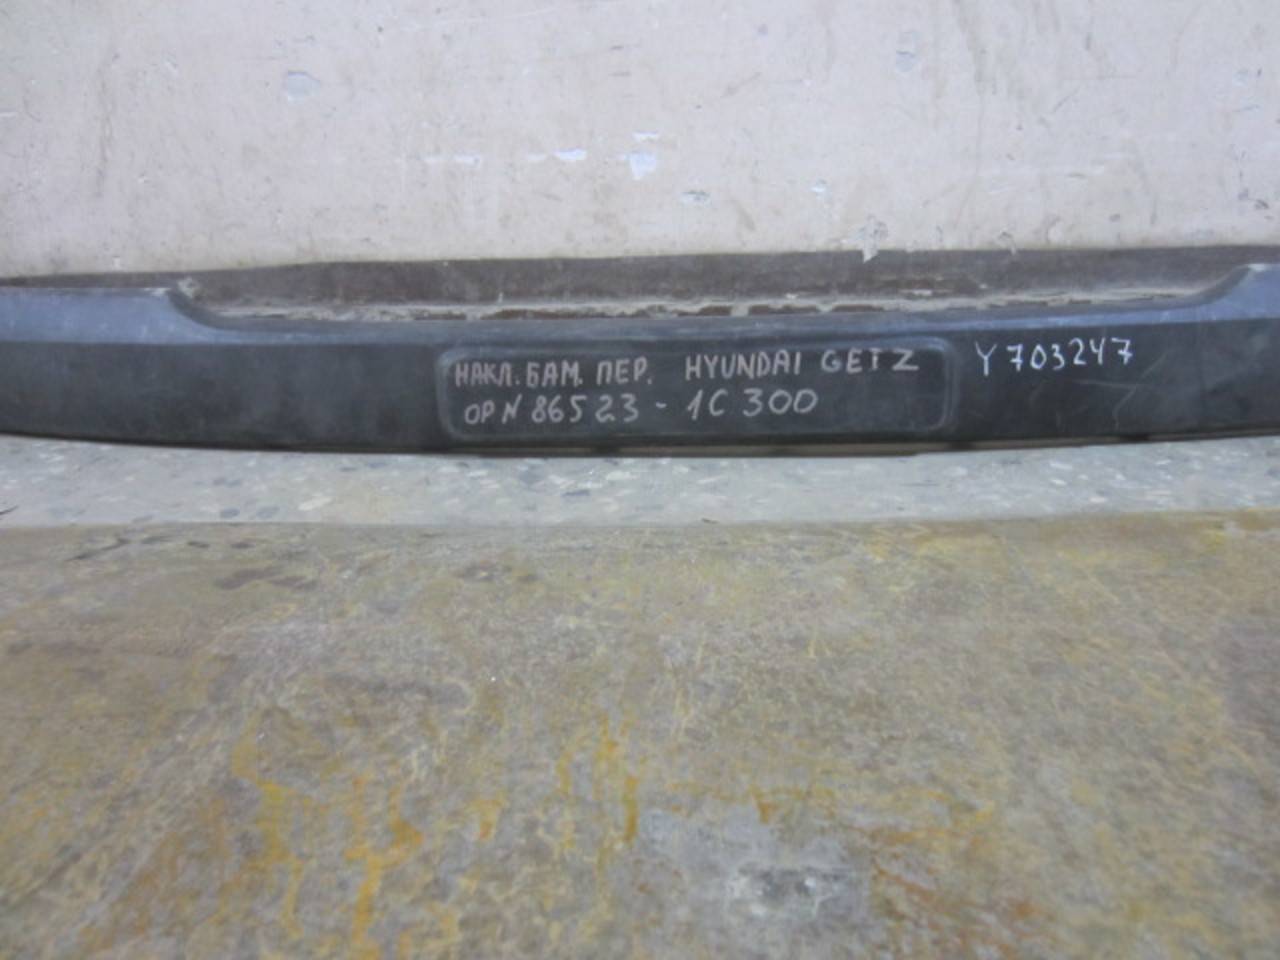 НАКЛ. БАМ. ПЕР. HYUNDAI GETZ
OP N 86523-1C300
Y703247